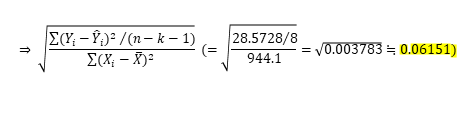 ⇒ √(∑(Yᵢ − Ŷᵢ)² /(n − k − 1) / ∑(Xᵢ − X̄)²) (= √(28.5728/8 / 944.1) = √0.003783 ≒ 0.06151)